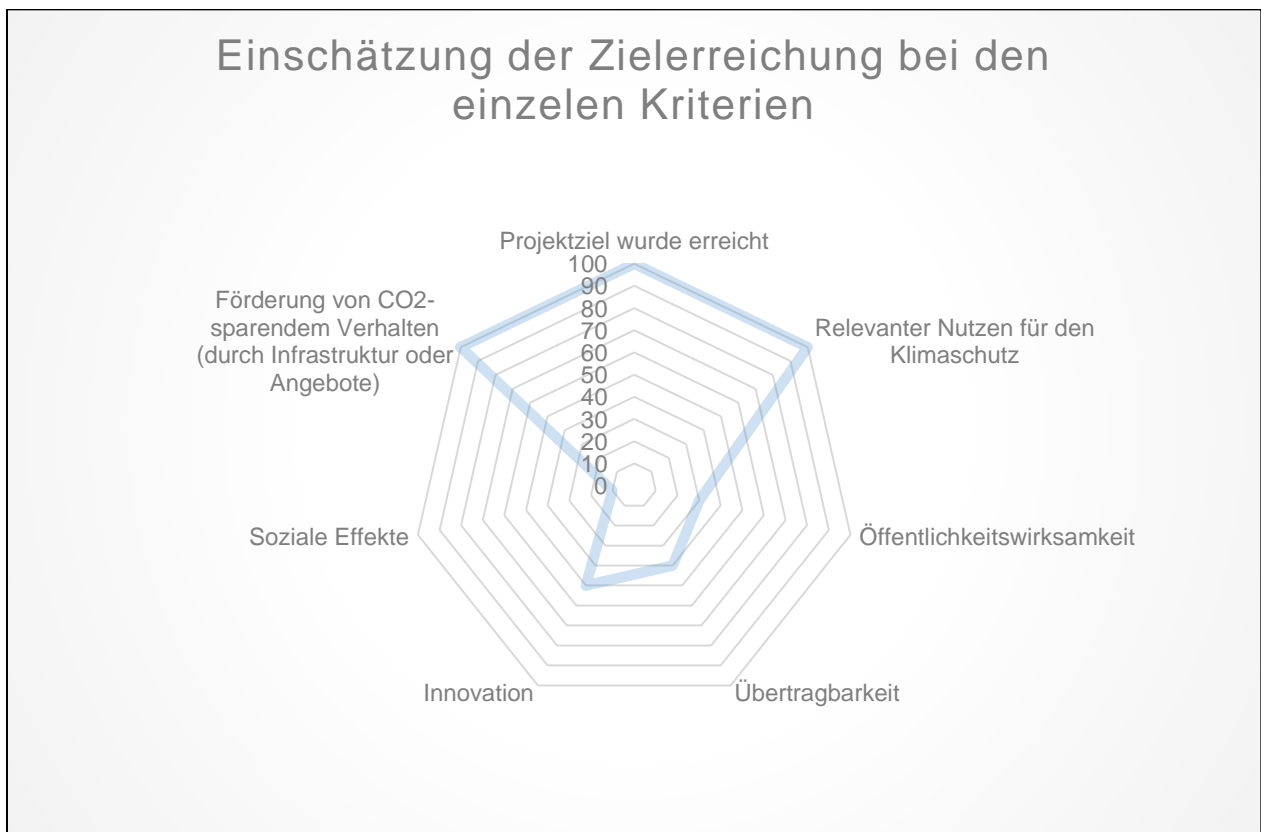 Einschätzung der Zielerreichung bei den
einzelen Kriterien
Projektziel wurde erreicht
100
90
80
70
60
50
40
30
20
10
0
Relevanter Nutzen für den
Klimaschutz
Öffentlichkeitswirksamkeit
Übertragbarkeit
Innovation
Soziale Effekte
Förderung von CO2-
sparendem Verhalten
(durch Infrastruktur oder
Angebote)